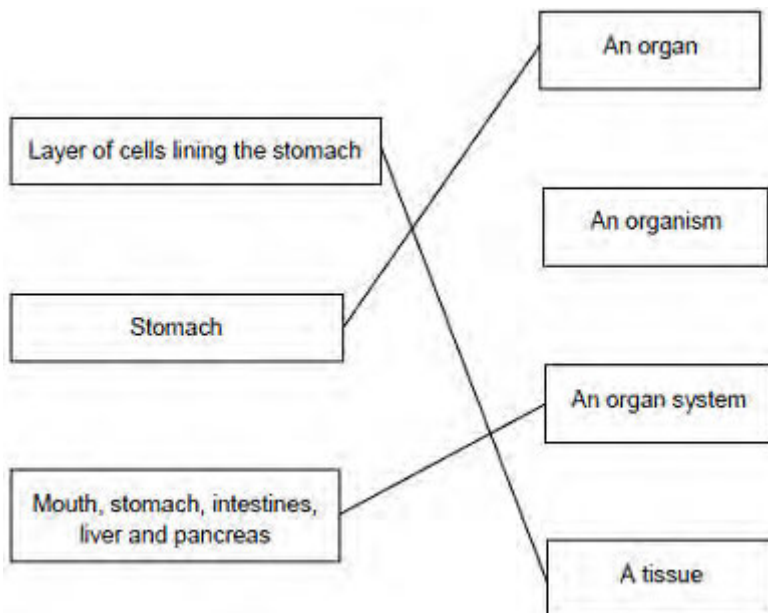 An organ
Layer of cells lining the stomach
An organism
Stomach
An organ system
Mouth, stomach, intestines,
liver and pancreas
A tissue